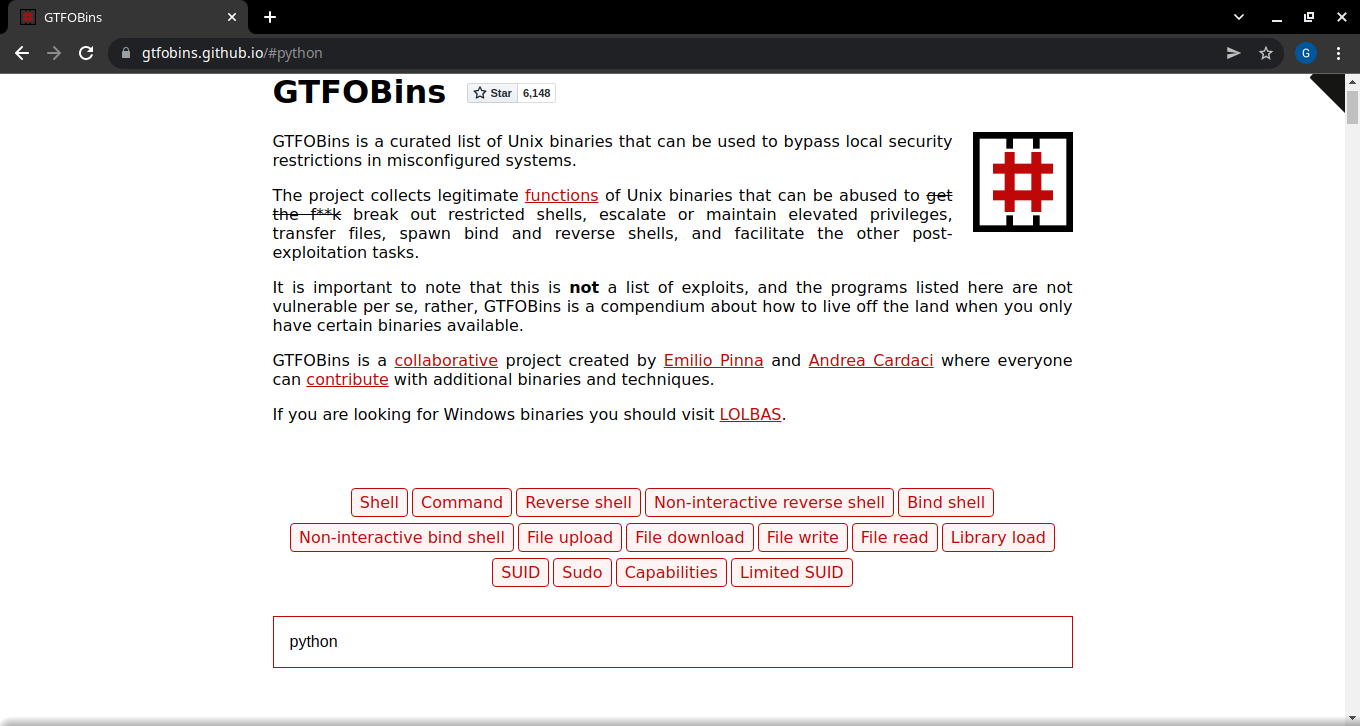 GTFOBins
gtfobins.github.io/#python
G
GTFOBins
Star 6,148
GTFOBins is a curated list of Unix binaries that can be used to bypass local security
restrictions in misconfigured systems.
The project collects legitimate functions of Unix binaries that can be abused to get
the f**k break out restricted shells, escalate or maintain elevated privileges,
transfer files, spawn bind and reverse shells, and facilitate the other post-
exploitation tasks.
It is important to note that this is not a list of exploits, and the programs listed here are not
vulnerable per se, rather, GTFOBins is a compendium about how to live off the land when you only
have certain binaries available.
GTFOBins is a collaborative project created by Emilio Pinna and Andrea Cardaci where everyone
can contribute with additional binaries and techniques.
If you are looking for Windows binaries you should visit LOLBAS.
Shell Command Reverse shell Non-interactive reverse shell Bind shell
Non-interactive bind shell File upload File download File write File read Library load
SUID Sudo Capabilities Limited SUID
python